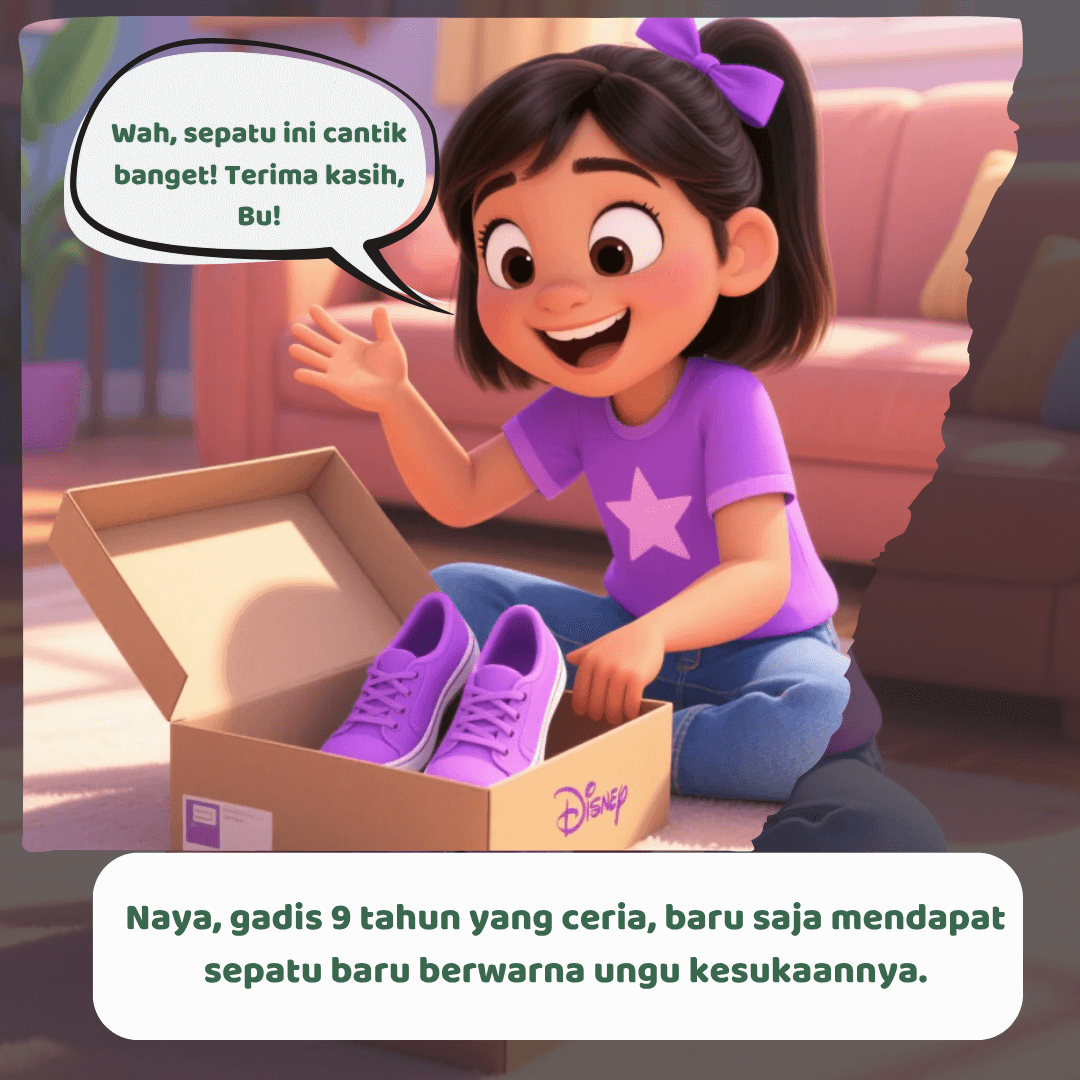 Wah, sepatu ini cantik
banget! Terima kasih,
Bu!
Disney
Naya, gadis 9 tahun yang ceria, baru saja mendapat
sepatu baru berwarna ungu kesukaannya.